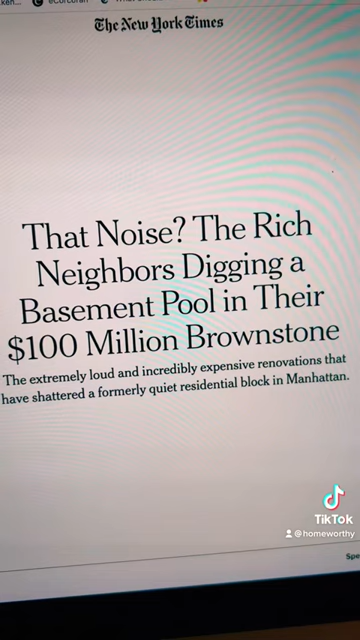 The New York Times
That Noise? The Rich
Neighbors Digging a
Basement Pool in Their
$100 Million Brownstone
The extremely loud and incredibly expensive renovations that
have shattered a formerly quiet residential block in Manhattan.
TikTok
@homeworthy